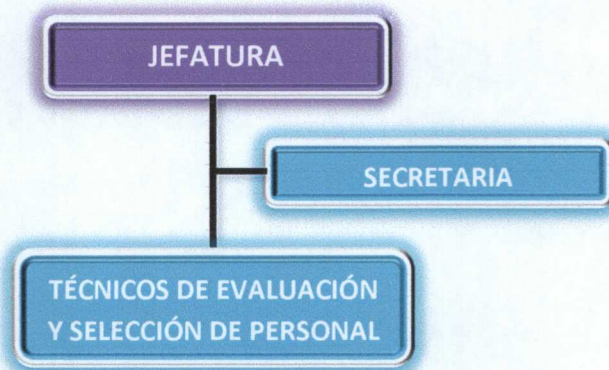 JEFATURA
SECRETARIA
TÉCNICOS DE EVALUACIÓN
Y SELECCIÓN DE PERSONAL